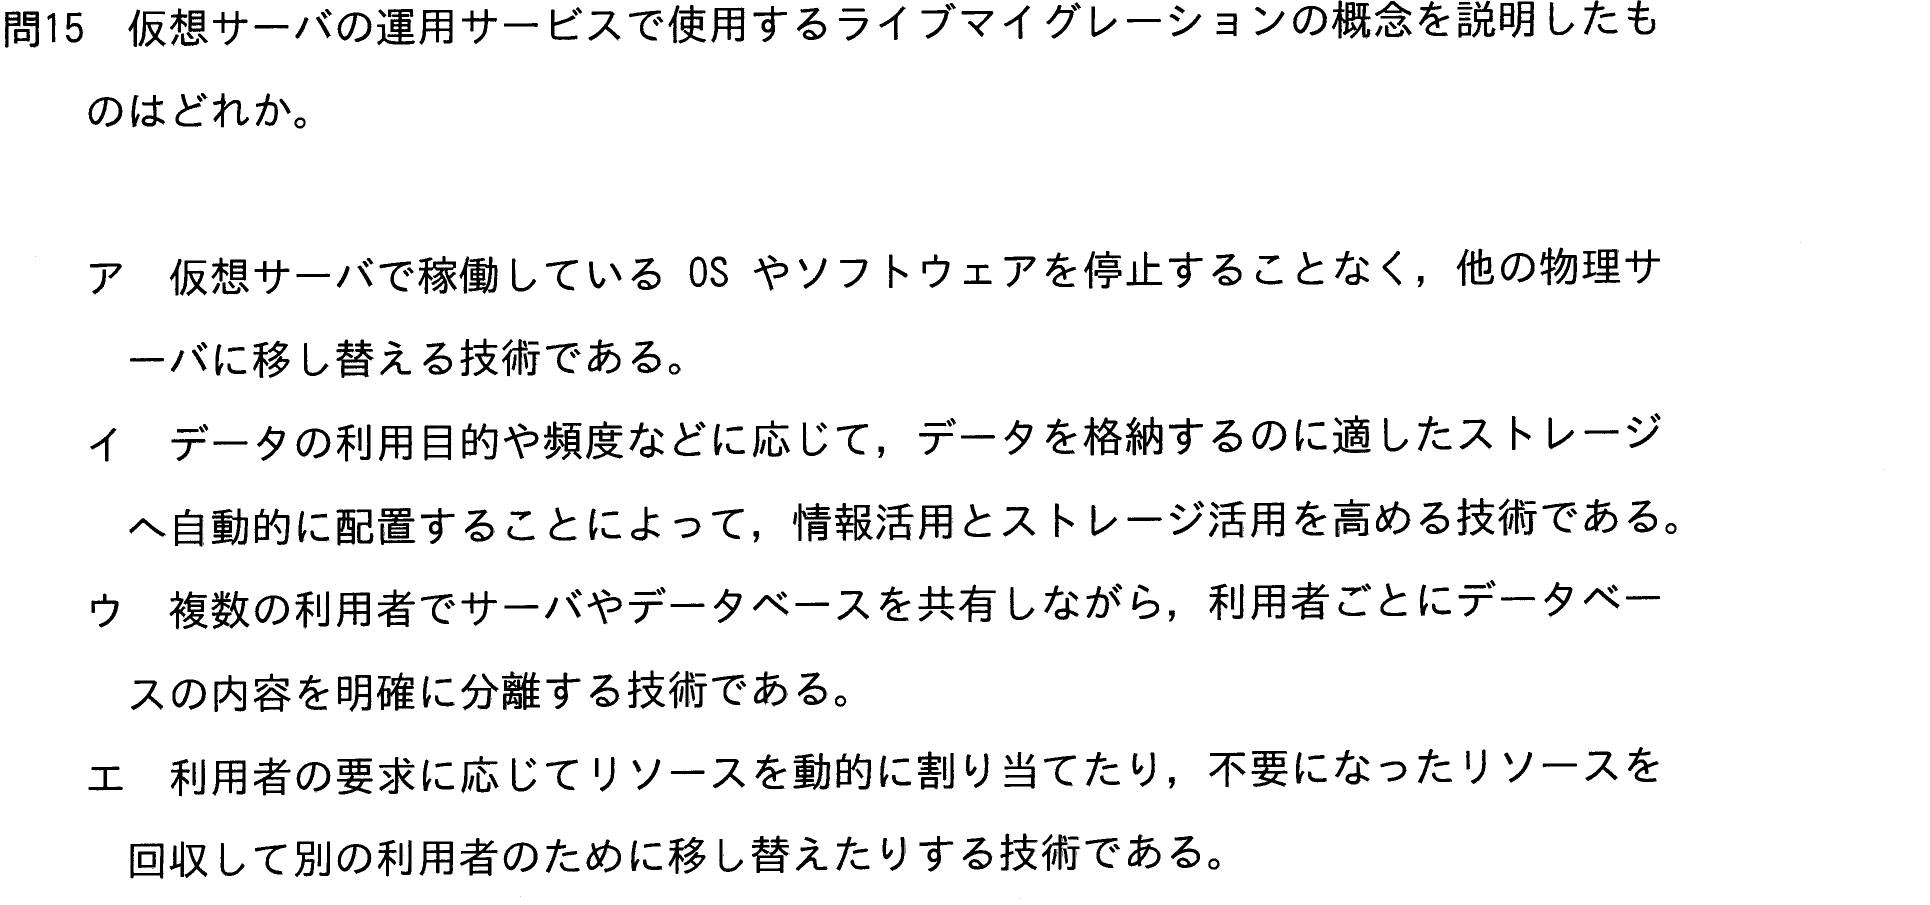 問15　仮想サーバの運用サービスで使用するライブマイグレーションの概念を説明したも
のはどれか。
ア　仮想サーバで稼働している OS やソフトウェアを停止することなく，他の物理サ
ーバに移し替える技術である。
イ　データの利用目的や頻度などに応じて，データを格納するのに適したストレージ
へ自動的に配置することによって，情報活用とストレージ活用を高める技術である。
ウ　複数の利用者でサーバやデータベースを共有しながら，利用者ごとにデータベー
スの内容を明確に分離する技術である。
エ　利用者の要求に応じてリソースを動的に割り当てたり，不要になったリソースを
回収して別の利用者のために移し替えたりする技術である。